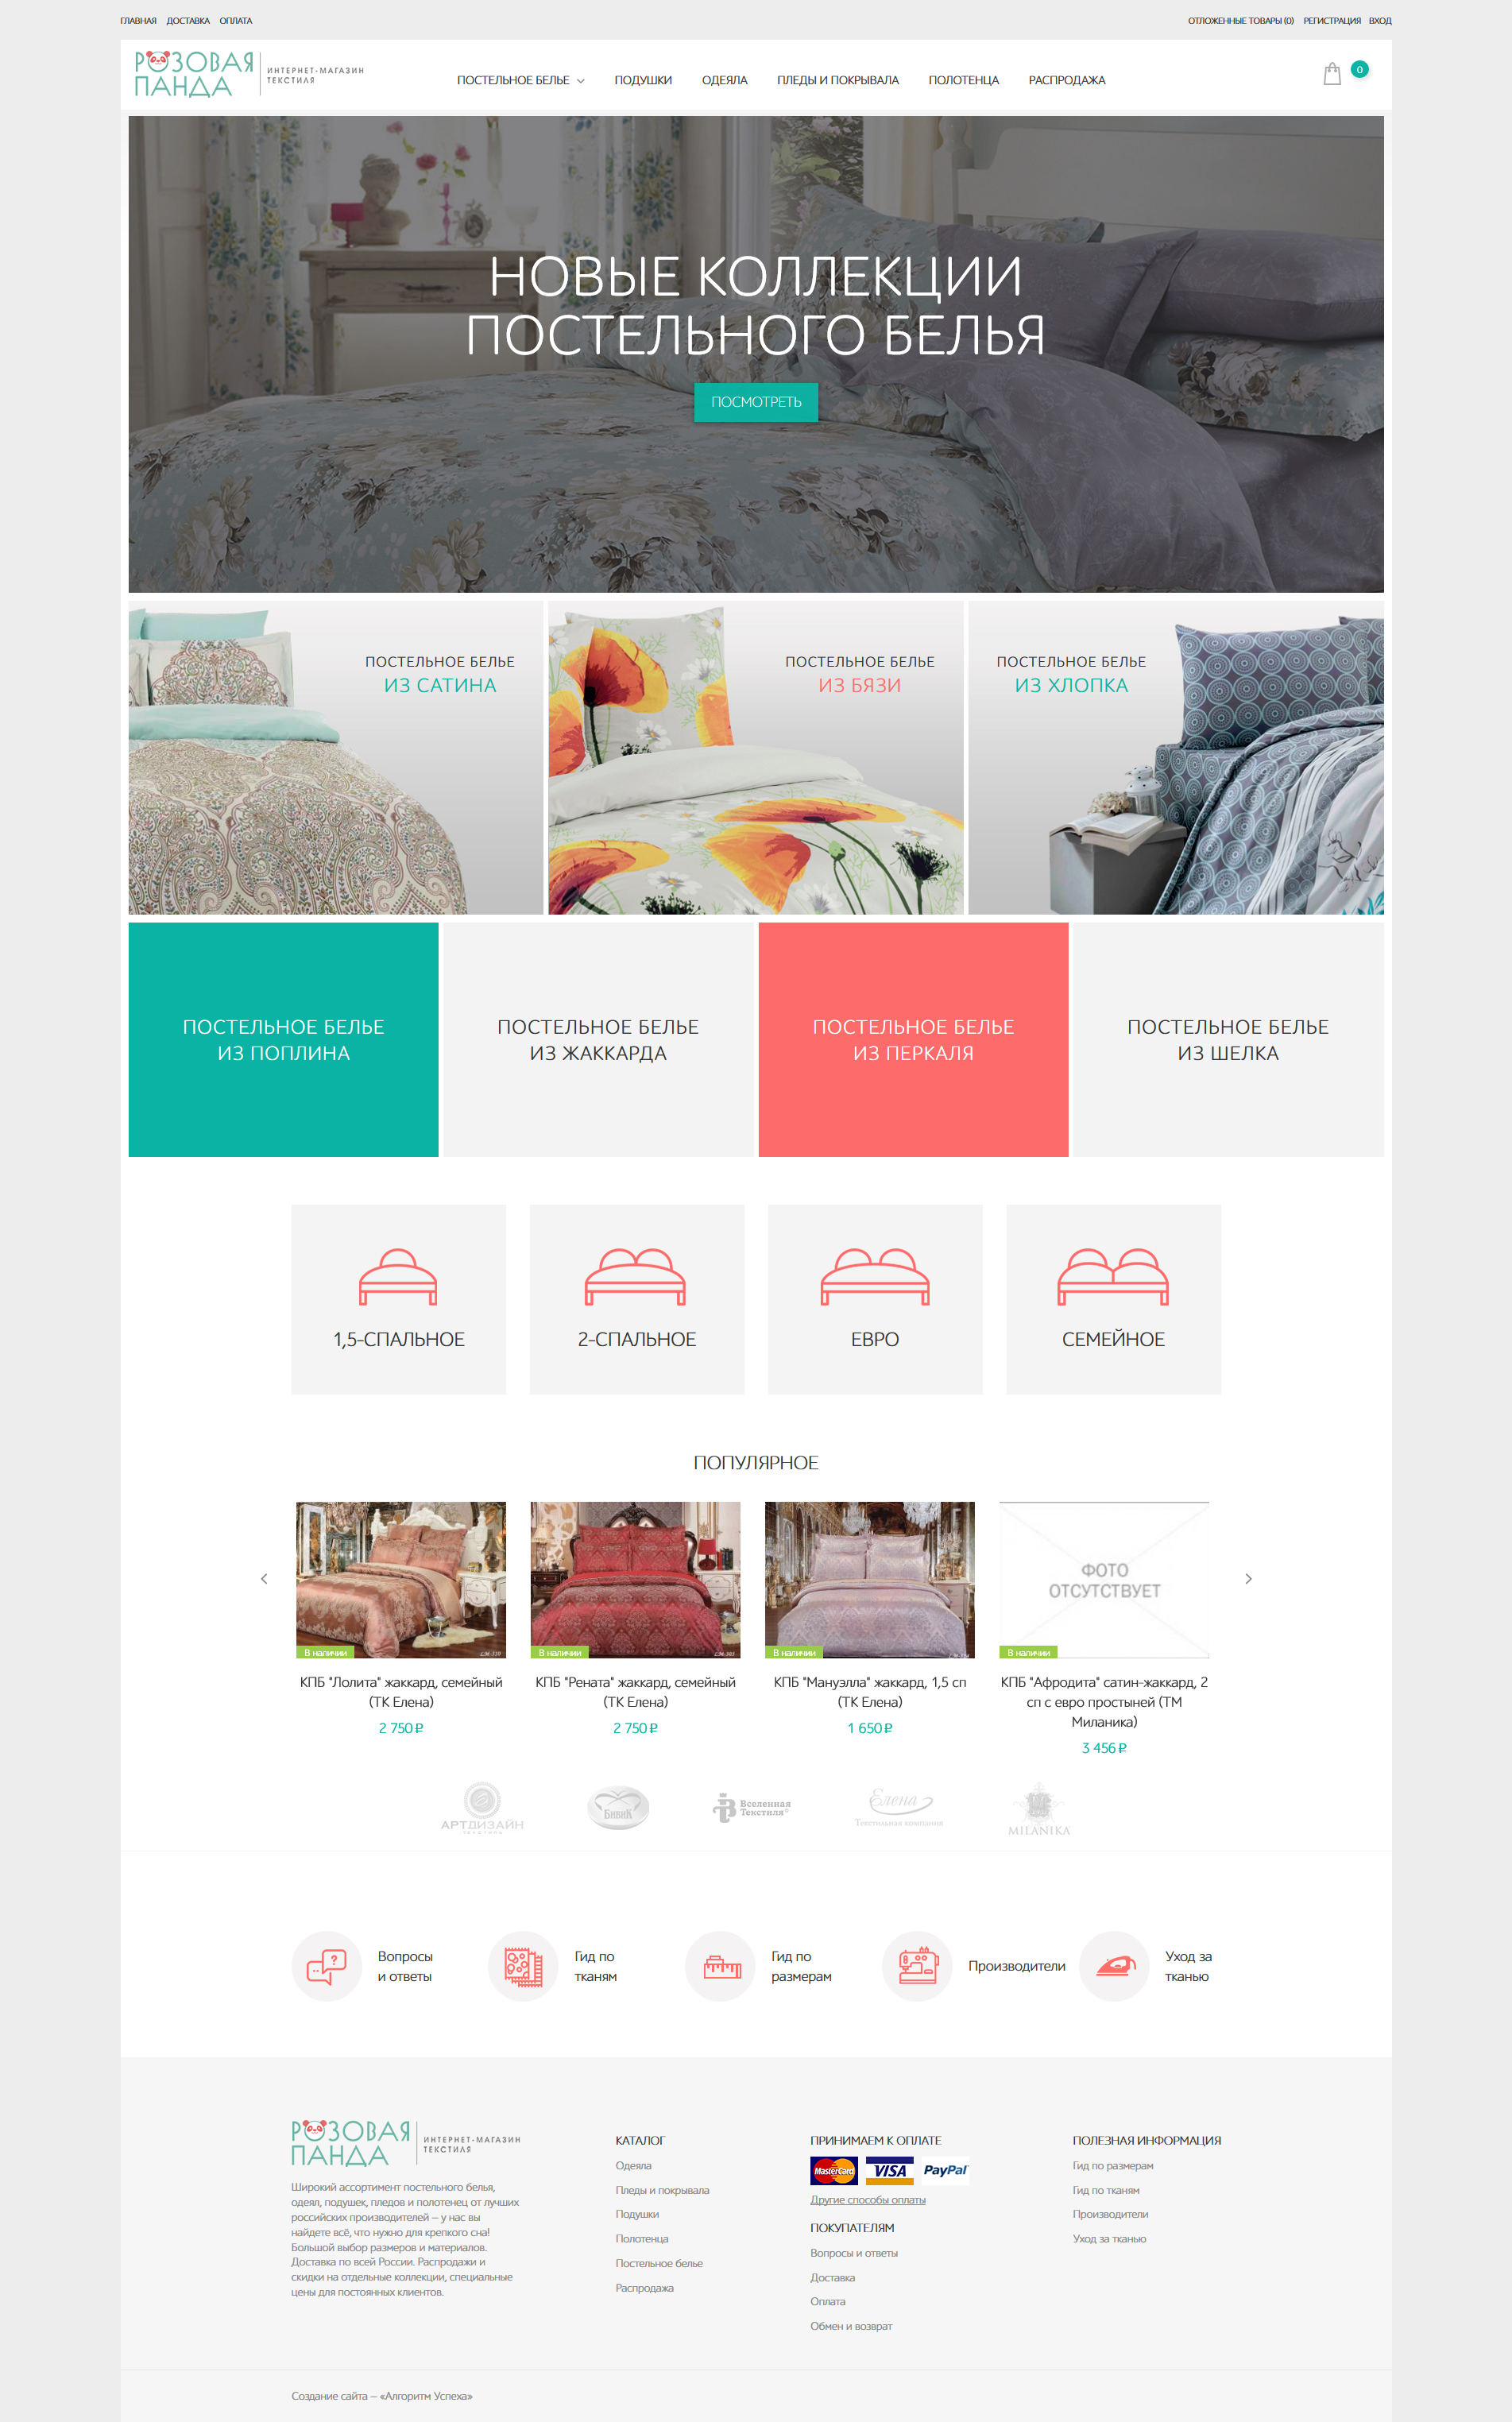 ГЛАВНАЯ ДОСТАВКА ОПЛАТА
ОТЛОЖЕННЫЕ ТОВАРЫ (0) РЕГИСТРАЦИЯ ВХОД
РОЗОВАЯ
ПАНДА
ИНТЕРНЕТ-МАГАЗИН
ТЕКСТИЛЯ
ПОСТЕЛЬНОЕ БЕЛЬЕ ПОДУШКИ ОДЕЯЛА ПЛЕДЫ И ПОКРЫВАЛА ПОЛОТЕНЦА РАСПРОДАЖА
0
НОВЫЕ КОЛЛЕКЦИИ
ПОСТЕЛЬНОГО БЕЛЬЯ
ПОСМОТРЕТЬ
ПОСТЕЛЬНОЕ БЕЛЬЕ
ИЗ САТИНА
ПОСТЕЛЬНОЕ БЕЛЬЕ
ИЗ БЯЗИ
ПОСТЕЛЬНОЕ БЕЛЬЕ
ИЗ ХЛОПКА
ПОСТЕЛЬНОЕ БЕЛЬЕ
ИЗ ПОПЛИНА
ПОСТЕЛЬНОЕ БЕЛЬЕ
ИЗ ЖАККАРДА
ПОСТЕЛЬНОЕ БЕЛЬЕ
ИЗ ПЕРКАЛЯ
ПОСТЕЛЬНОЕ БЕЛЬЕ
ИЗ ШЕЛКА
1,5-СПАЛЬНОЕ
2-СПАЛЬНОЕ
ЕВРО
СЕМЕЙНОЕ
ПОПУЛЯРНОЕ
В наличии
КПБ "Лолита" жаккард, семейный
(ТК Елена)
2 750 ₽
В наличии
КПБ "Рената" жаккард, семейный
(ТК Елена)
2 750 ₽
В наличии
КПБ "Мануэлла" жаккард, 1,5 сп
(ТК Елена)
1 650 ₽
ФОТО
ОТСУТСТВУЕТ
В наличии
КПБ "Афродита" сатин-жаккард, 2
сп с евро простыней (ТМ
Миланика)
3 456 ₽
АРТДИЗАЙН
БИВИК
Вселенная
Текстиля®
Елена
Текстильная компания
MILANIKA
Вопросы
и ответы
Гид по
тканям
Гид по
размерам
Производители
Уход за
тканью
РОЗОВАЯ
ПАНДА
ИНТЕРНЕТ-МАГАЗИН
ТЕКСТИЛЯ
Широкий ассортимент постельного белья,
одеял, подушек, пледов и полотенец от лучших
российских производителей – у нас вы
найдете всё, что нужно для крепкого сна!
Большой выбор размеров и материалов.
Доставка по всей России. Распродажи и
скидки на отдельные коллекции, специальные
цены для постоянных клиентов.
КАТАЛОГ
Одеяла
Пледы и покрывала
Подушки
Полотенца
Постельное белье
Распродажа
ПРИНИМАЕМ К ОПЛАТЕ
MasterCard VISA PayPal
Другие способы оплаты
ПОКУПАТЕЛЯМ
Вопросы и ответы
Доставка
Оплата
Обмен и возврат
ПОЛЕЗНАЯ ИНФОРМАЦИЯ
Гид по размерам
Гид по тканям
Производители
Уход за тканью
Создание сайта – «Алгоритм Успеха»